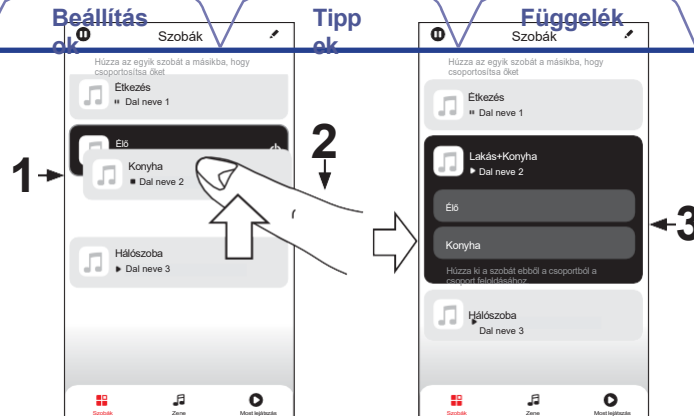 Beállítás
ok
Tipp
ek
Függelék
Szobák
Húzza az egyik szobát a másikba, hogy
csoportosítsa őket
Étkezés
Dal neve 1
Élő
Konyha
Dal neve 2
Hálószoba
Dal neve 3
Szobák
Zene
Most lejátszás
1
2
Szobák
Húzza az egyik szobát a másikba, hogy
csoportosítsa őket
Étkezés
Dal neve 1
Lakás+Konyha
Dal neve 2
Élő
Konyha
Húzza ki a szobát ebből a csoportból a
csoport feloldásához
Hálószoba
Dal neve 3
Szobák
Zene
Most lejátszás
3